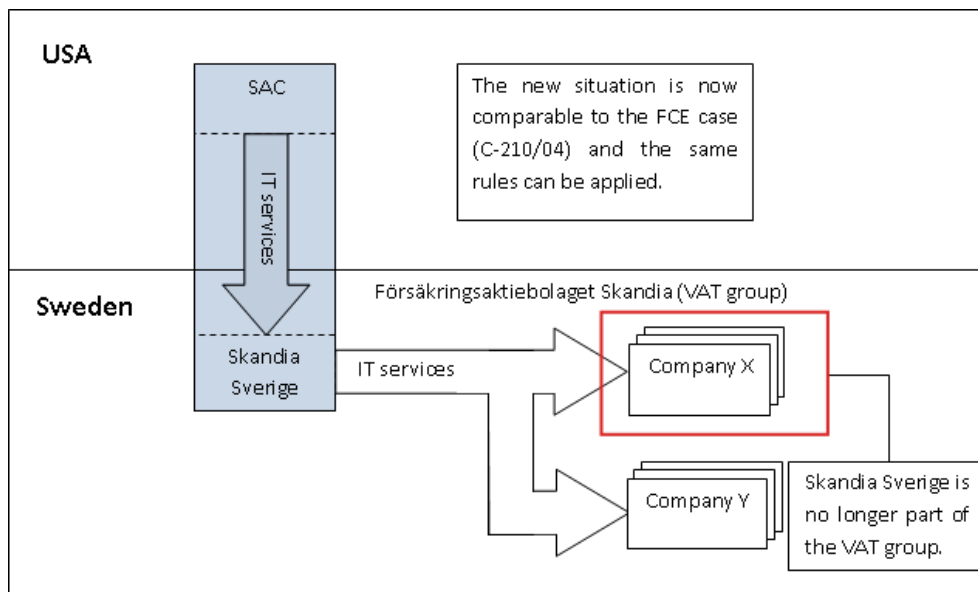 USA
SAC
The new situation is now
comparable to the FCE case
(C-210/04) and the same
rules can be applied.
IT services
Sweden
Försäkringsaktiebolaget Skandia (VAT group)
Skandia
Sverige
IT services
Company X
Company Y
Skandia Sverige is
no longer part of
the VAT group.